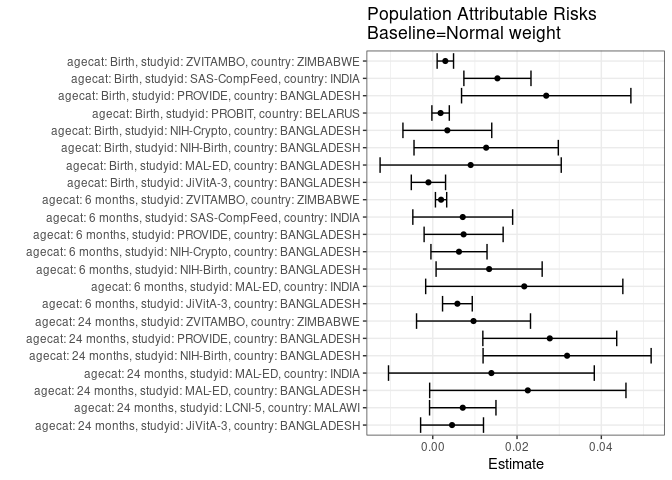 Population Attributable Risks
Baseline=Normal weight
agecat: Birth, studyid: ZVITAMBO, country: ZIMBABWE
agecat: Birth, studyid: SAS-CompFeed, country: INDIA
agecat: Birth, studyid: PROVIDE, country: BANGLADESH
agecat: Birth, studyid: PROBIT, country: BELARUS
agecat: Birth, studyid: NIH-Crypto, country: BANGLADESH
agecat: Birth, studyid: NIH-Birth, country: BANGLADESH
agecat: Birth, studyid: MAL-ED, country: BANGLADESH
agecat: Birth, studyid: JiVitA-3, country: BANGLADESH
agecat: 6 months, studyid: ZVITAMBO, country: ZIMBABWE
agecat: 6 months, studyid: SAS-CompFeed, country: INDIA
agecat: 6 months, studyid: PROVIDE, country: BANGLADESH
agecat: 6 months, studyid: NIH-Crypto, country: BANGLADESH
agecat: 6 months, studyid: NIH-Birth, country: BANGLADESH
agecat: 6 months, studyid: MAL-ED, country: INDIA
agecat: 6 months, studyid: JiVitA-3, country: BANGLADESH
agecat: 24 months, studyid: ZVITAMBO, country: ZIMBABWE
agecat: 24 months, studyid: PROVIDE, country: BANGLADESH
agecat: 24 months, studyid: NIH-Birth, country: BANGLADESH
agecat: 24 months, studyid: MAL-ED, country: INDIA
agecat: 24 months, studyid: MAL-ED, country: BANGLADESH
agecat: 24 months, studyid: LCNI-5, country: MALAWI
agecat: 24 months, studyid: JiVitA-3, country: BANGLADESH
0.00 0.02 0.04
Estimate